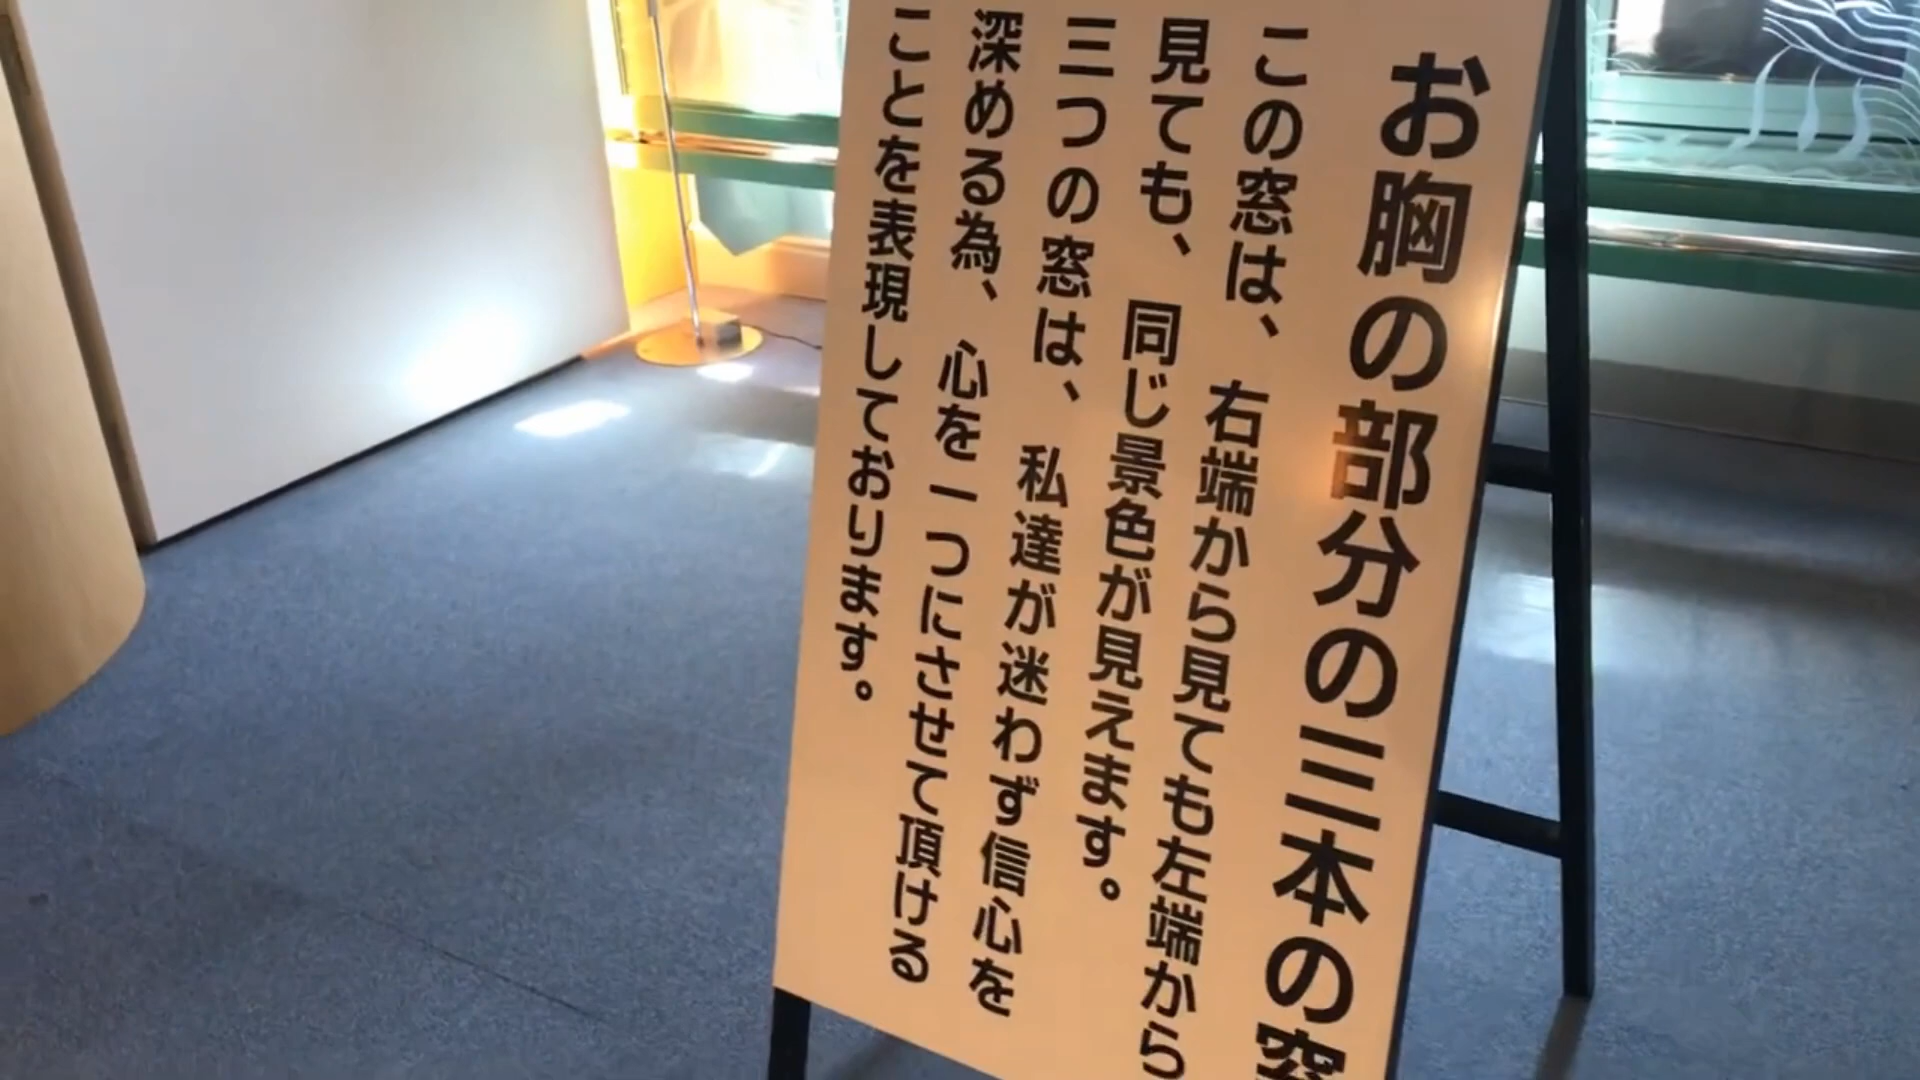 お胸の部分の三本の窓
この窓は、右端から見ても左端から
見ても、同じ景色が見えます。
三つの窓は、私達が迷わず信心を
深める為、心を一つにさせて頂ける
ことを表現しております。